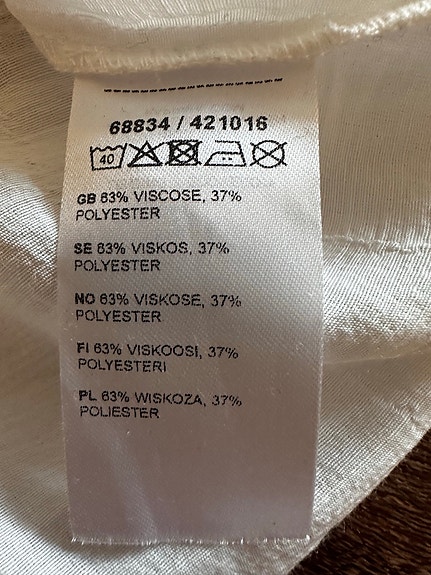 68834 / 421016
40
GB 63% VISCOSE, 37%
POLYESTER
SE 63% VISKOS, 37%
POLYESTER
NO 63% VISKOSE, 37%
POLYESTER
FI 63% VISKOOSI, 37%
POLYESTERI
PL 63% WISKOZA, 37%
POLIESTER